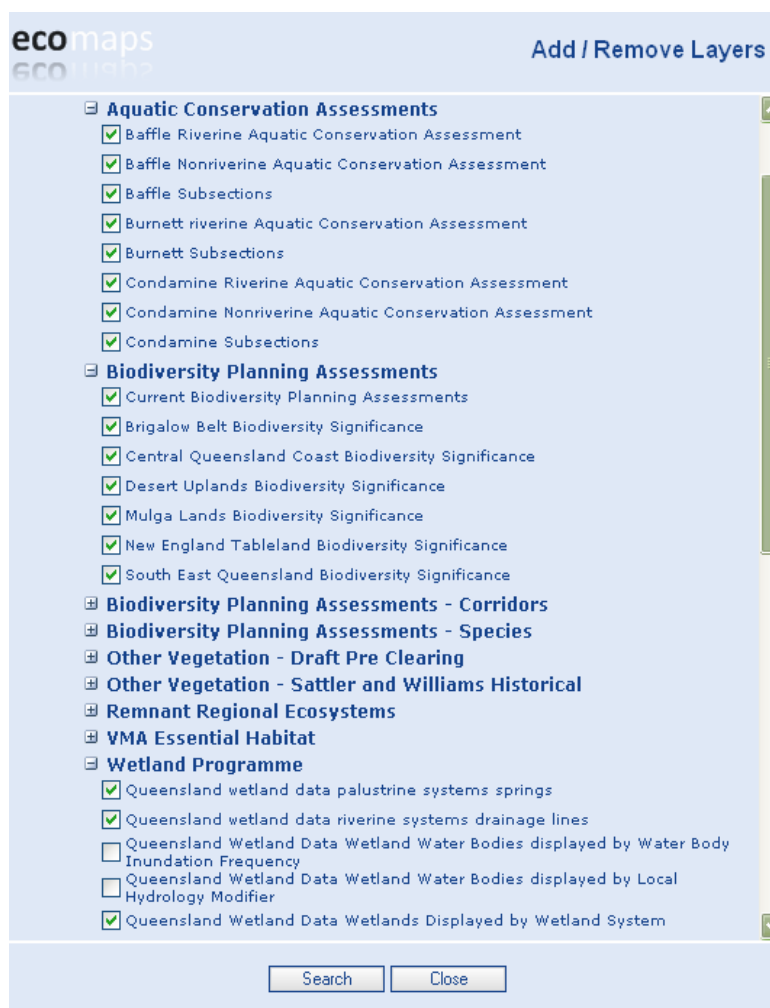 ecomaps
Add / Remove Layers
Aquatic Conservation Assessments
Baffle Riverine Aquatic Conservation Assessment
Baffle Nonriverine Aquatic Conservation Assessment
Baffle Subsections
Burnett riverine Aquatic Conservation Assessment
Burnett Subsections
Condamine Riverine Aquatic Conservation Assessment
Condamine Nonriverine Aquatic Conservation Assessment
Condamine Subsections
Biodiversity Planning Assessments
Current Biodiversity Planning Assessments
Brigalow Belt Biodiversity Significance
Central Queensland Coast Biodiversity Significance
Desert Uplands Biodiversity Significance
Mulga Lands Biodiversity Significance
New England Tableland Biodiversity Significance
South East Queensland Biodiversity Significance
Biodiversity Planning Assessments - Corridors
Biodiversity Planning Assessments - Species
Other Vegetation - Draft Pre Clearing
Other Vegetation - Sattler and Williams Historical
Remnant Regional Ecosystems
VMA Essential Habitat
Wetland Programme
Queensland wetland data palustrine systems springs
Queensland wetland data riverine systems drainage lines
Queensland Wetland Data Wetland Water Bodies displayed by Water Body
Inundation Frequency
Queensland Wetland Data Wetland Water Bodies displayed by Local
Hydrology Modifier
Queensland Wetland Data Wetlands Displayed by Wetland System
Search
Close